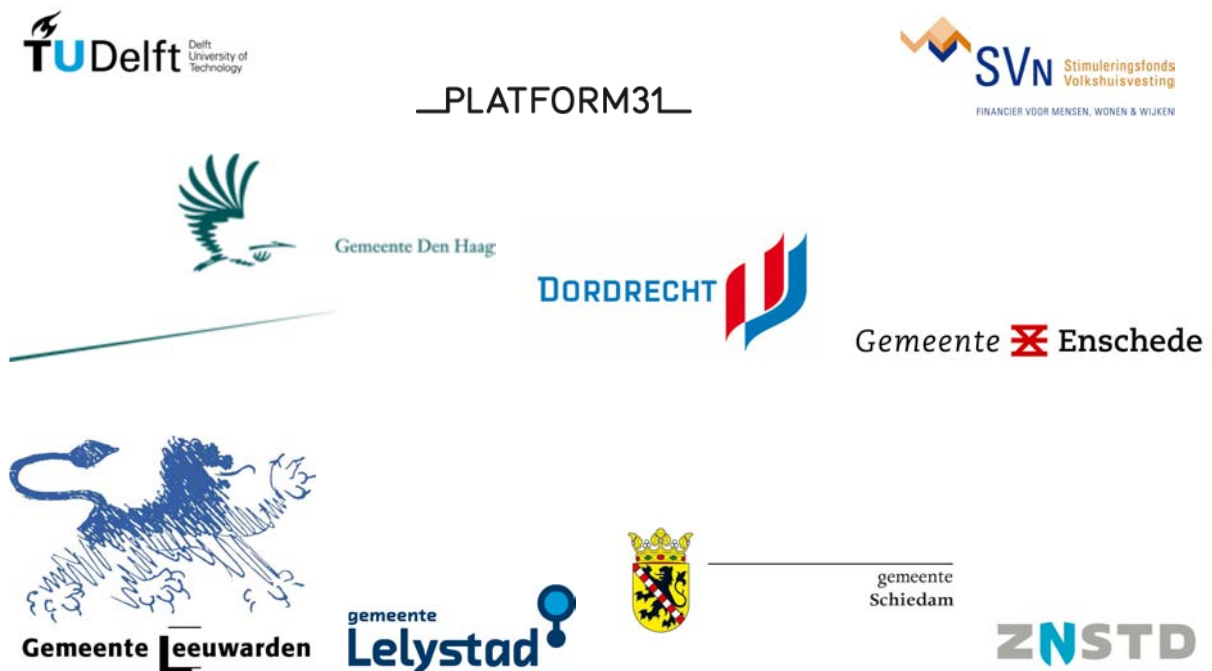 TUDelft
Delft
University of
Technology
_PLATFORM31_
SVN
Stimuleringsfonds
Volkshuisvesting
FINANCIER VOOR MENSEN, WONEN & WIJKEN
Gemeente Den Haag
DORDRECHT
Gemeente Enschede
Gemeente Leeuwarden
gemeente
Lelystad
gemeente
Schiedam
ZNSTD